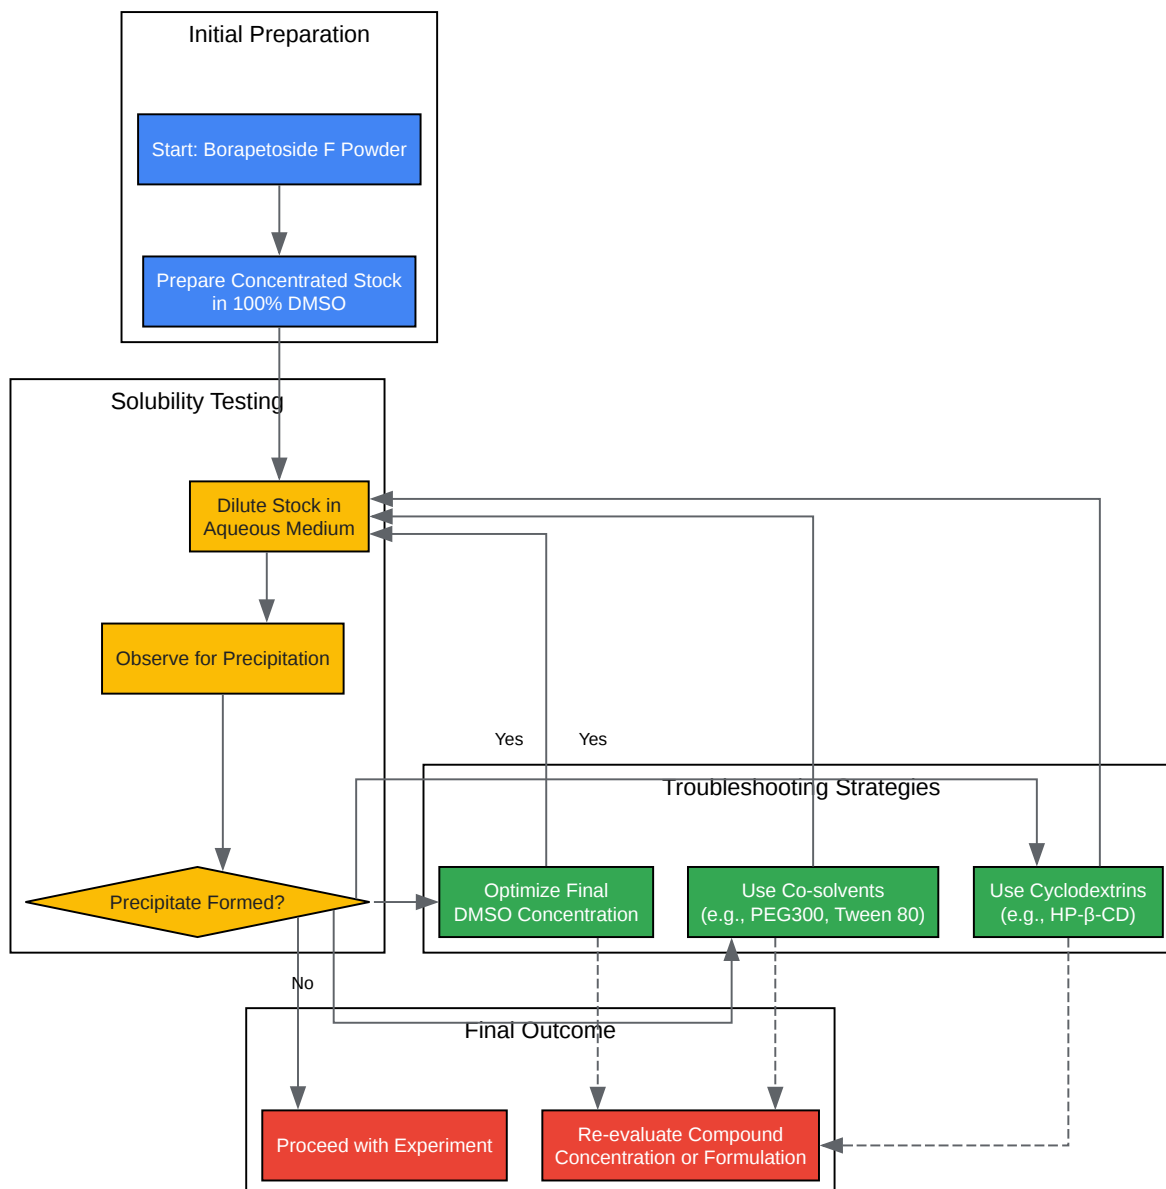 Initial Preparation
Start: Borapetoside F Powder
Prepare Concentrated Stock
in 100% DMSO
Solubility Testing
Dilute Stock in
Aqueous Medium
Observe for Precipitation
Yes
Yes
Troubleshooting Strategies
Precipitate Formed?
Optimize Final
DMSO Concentration
Use Co-solvents
(e.g., PEG300, Tween 80)
Use Cyclodextrins
(e.g., HP-β-CD)
No
Final Outcome
Proceed with Experiment
Re-evaluate Compound
Concentration or Formulation